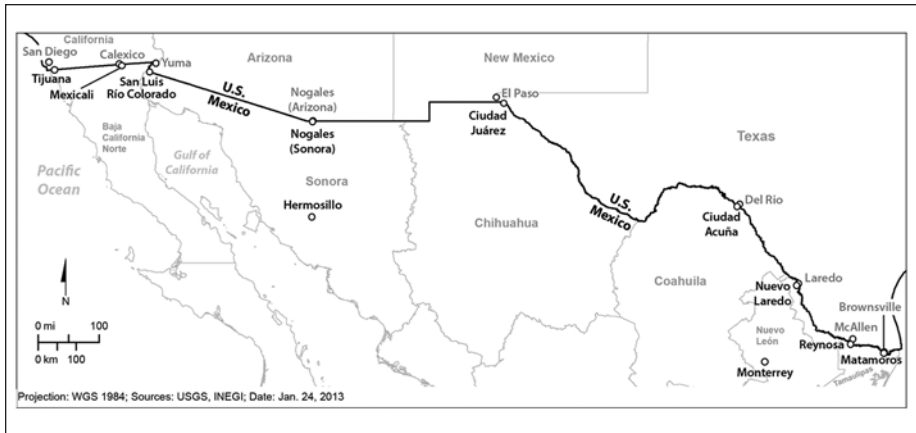 California
San Diego
Calexico
Yuma
Arizona
New Mexico
Tijuana
Mexicali
San Luis
Río Colorado
U.S.
Mexico
Nogales
(Arizona)
Nogales
(Sonora)
El Paso
Ciudad
Juárez
Texas
Baja
California
Norte
Gulf of
California
Pacific
Ocean
Sonora
Hermosillo
Chihuahua
U.S.
Mexico
Del Rio
Ciudad
Acuña
Coahuila
Laredo
Nuevo
Laredo
Brownsville
McAllen
Nuevo
León
Reynosa
Matamoros
Monterrey
Tamaulipas
N
0 mi 100
0 km 100
Projection: WGS 1984; Sources: USGS, INEGI; Date: Jan. 24, 2013